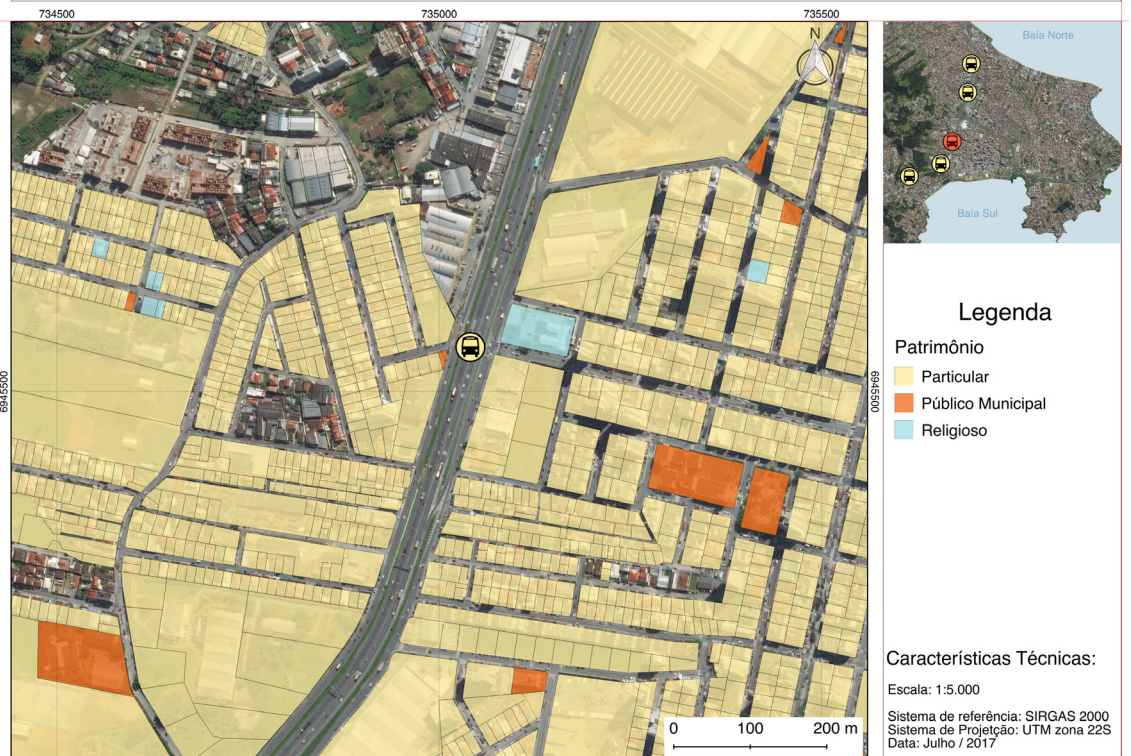 734500
735000
735500
N
Baía Norte
Baía Sul
6945500
6945500
Legenda
Patrimônio
Particular
Público Municipal
Religioso
Características Técnicas:
Escala: 1:5.000
Sistema de referência: SIRGAS 2000
Sistema de Projetção: UTM zona 22S
Data: Julho / 2017
0 100 200 m